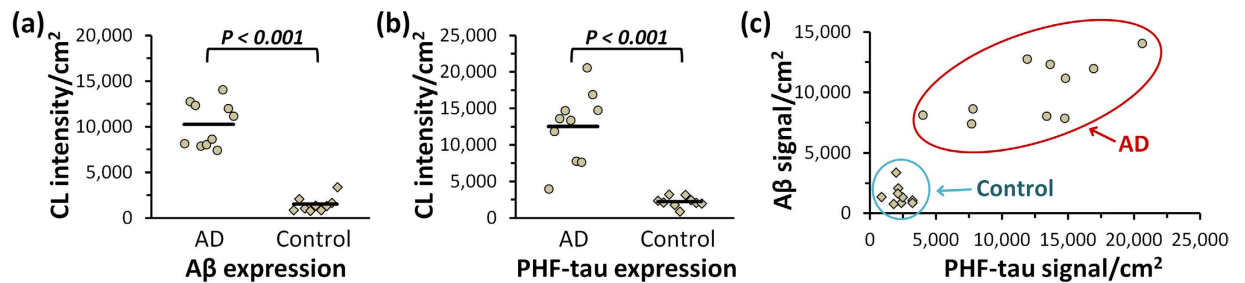 (a)
CL intensity/cm²
20,000
15,000
10,000
5,000
0
P < 0.001
AD Control
Aβ expression
(b)
CL intensity/cm²
25,000
20,000
15,000
10,000
5,000
0
P < 0.001
AD Control
PHF-tau expression
(c)
Aβ signal/cm²
15,000
10,000
5,000
0
AD
Control
0 5,000 10,000 15,000 20,000 25,000
PHF-tau signal/cm²